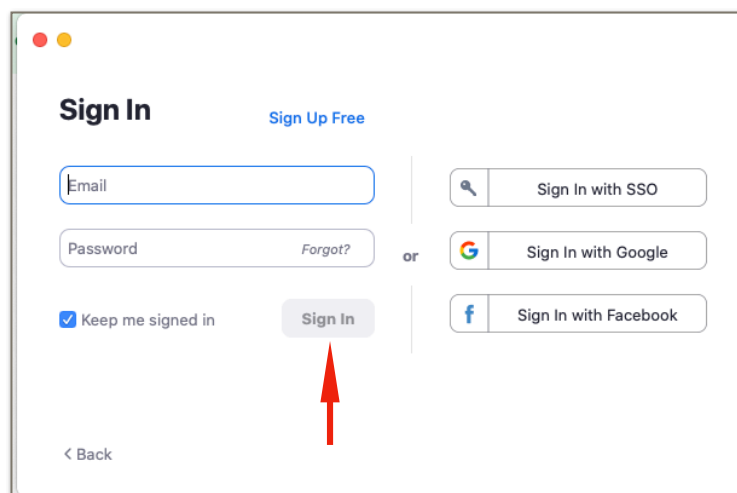 Sign In
Sign Up Free
Email
Password
Forgot?
Keep me signed in
Sign In
or
Sign In with SSO
Sign In with Google
Sign In with Facebook
< Back